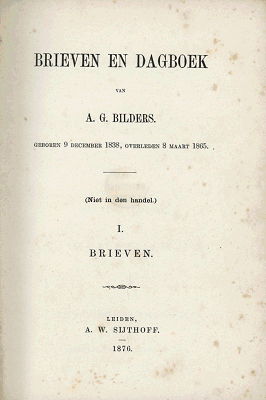 BRIEVEN EN DAGBOEK
VAN
A. G. BILDERS.
GEBOREN 9 DECEMBER 1838, OVERLEDEN 8 MAART 1865.
(Niet in den handel.)
I.
BRIEVEN.
LEIDEN,
A. W. SIJTHOFF.
1876.